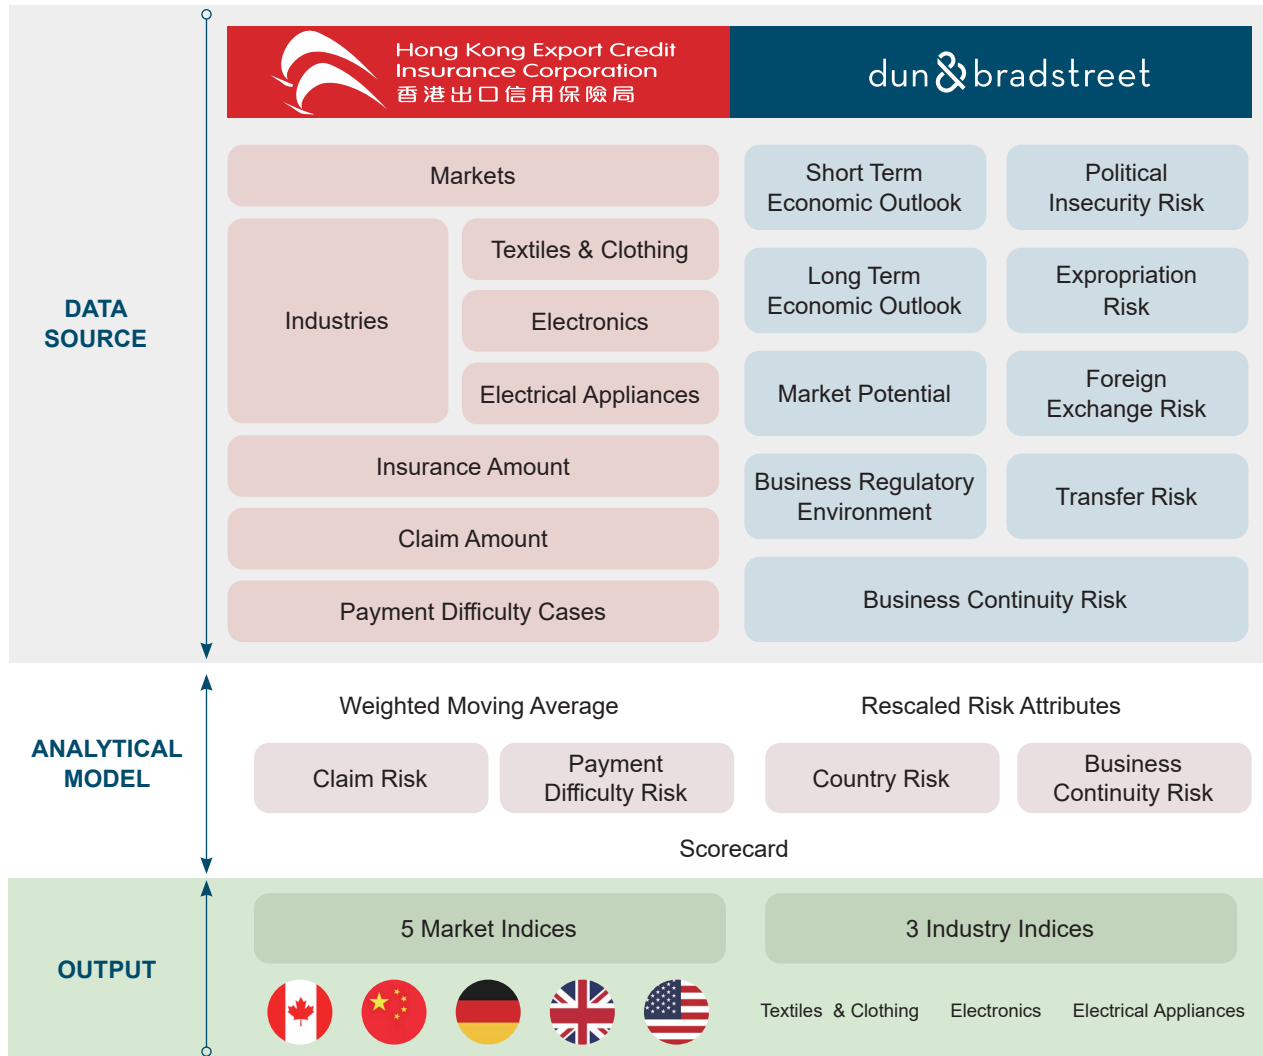 Hong Kong Export Credit
Insurance Corporation
香港出口信用保險局
dun&bradstreet
DATA
SOURCE
Markets
Industries
Textiles & Clothing
Electronics
Electrical Appliances
Insurance Amount
Claim Amount
Payment Difficulty Cases
Short Term
Economic Outlook
Political
Insecurity Risk
Long Term
Economic Outlook
Expropriation
Risk
Market Potential
Foreign
Exchange Risk
Business Regulatory
Environment
Transfer Risk
Business Continuity Risk
ANALYTICAL
MODEL
Weighted Moving Average
Rescaled Risk Attributes
Claim Risk
Payment
Difficulty Risk
Country Risk
Business
Continuity Risk
Scorecard
OUTPUT
5 Market Indices
3 Industry Indices
Textiles & Clothing
Electronics
Electrical Appliances